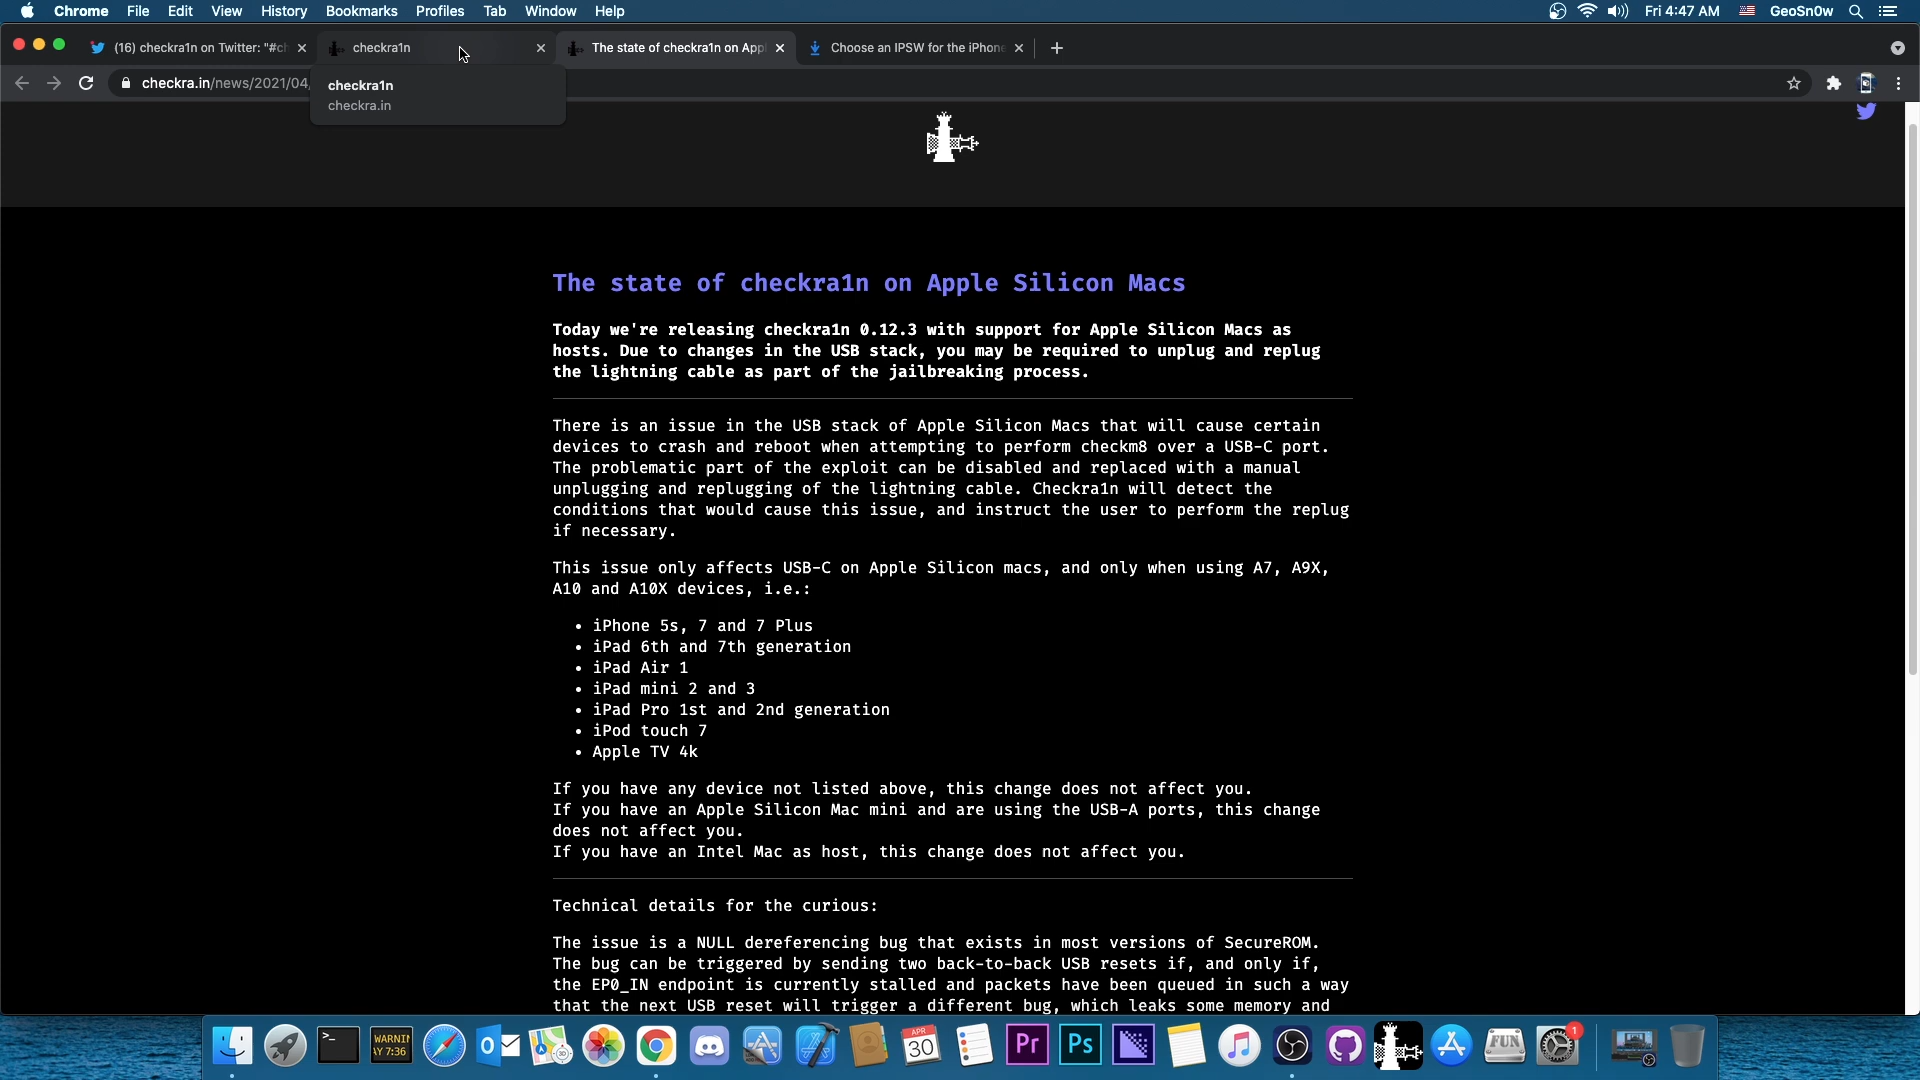 Chrome File Edit View History Bookmarks Profiles Tab Window Help Fri 4:47 AM GeoSn0w
(16) checkra1n on Twitter: "#ch checkra1n The state of checkra1n on Appl Choose an IPSW for the iPhone
checkra.in/news/2021/04
checkra1n
checkra.in
The state of checkra1n on Apple Silicon Macs
Today we're releasing checkra1n 0.12.3 with support for Apple Silicon Macs as
hosts. Due to changes in the USB stack, you may be required to unplug and replug
the lightning cable as part of the jailbreaking process.
There is an issue in the USB stack of Apple Silicon Macs that will cause certain
devices to crash and reboot when attempting to perform checkm8 over a USB-C port.
The problematic part of the exploit can be disabled and replaced with a manual
unplugging and replugging of the lightning cable. Checkra1n will detect the
conditions that would cause this issue, and instruct the user to perform the replug
if necessary.
This issue only affects USB-C on Apple Silicon macs, and only when using A7, A9X,
A10 and A10X devices, i.e.:
• iPhone 5s, 7 and 7 Plus
• iPad 6th and 7th generation
• iPad Air 1
• iPad mini 2 and 3
• iPad Pro 1st and 2nd generation
• iPod touch 7
• Apple TV 4k
If you have any device not listed above, this change does not affect you.
If you have an Apple Silicon Mac mini and are using the USB-A ports, this change
does not affect you.
If you have an Intel Mac as host, this change does not affect you.
Technical details for the curious:
The issue is a NULL dereferencing bug that exists in most versions of SecureROM.
The bug can be triggered by sending two back-to-back USB resets if, and only if,
the EP0_IN endpoint is currently stalled and packets have been queued in such a way
that the next USB reset will trigger a different bug, which leaks some memory and
WARNIN
AY 7:36
APR
30
Pr
Ps
FUN
1